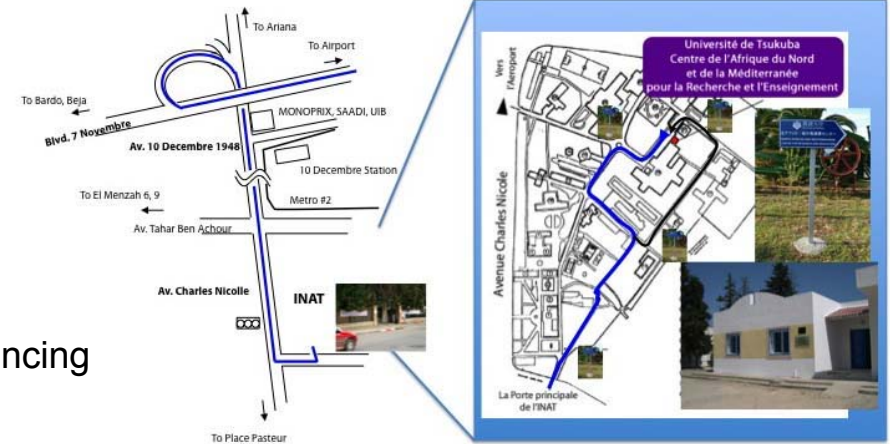 To Ariana
To Airport
To Bardo, Beja
Blvd. 7 Novembre
MONOPRIX, SAADI, UIB
Av. 10 Decembre 1948
10 Decembre Station
To El Menzah 6, 9
Metro #2
Av. Tahar Ben Achour
Av. Charles Nicolle
INAT
ncing
To Place Pasteur
Université de Tsukuba
Centre de l'Afrique du Nord
et de la Méditerranée
pour la Recherche et l'Enseignement
Vers
l'Aeroport
Avenue Charles Nicole
La Porte principale
de l'INAT